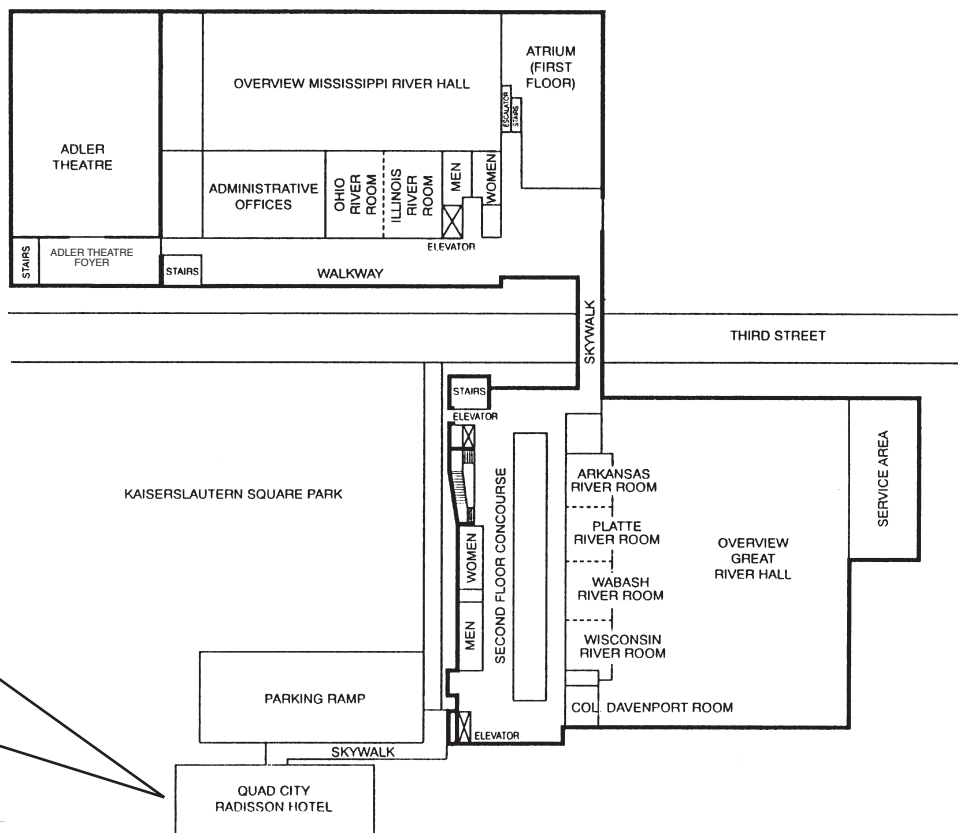 ATRIUM
(FIRST
FLOOR)
OVERVIEW MISSISSIPPI RIVER HALL
ESCALATOR
STAIRS
ADLER
THEATRE
ADMINISTRATIVE
OFFICES
OHIO
RIVER
ROOM
ILLINOIS
RIVER
ROOM
MEN
WOMEN
ELEVATOR
STAIRS
ADLER THEATRE
FOYER
STAIRS
WALKWAY
SKYWALK
THIRD STREET
STAIRS
ELEVATOR
KAISERSLAUTERN SQUARE PARK
SECOND FLOOR CONCOURSE
WOMEN
MEN
ARKANSAS
RIVER ROOM
PLATTE
RIVER ROOM
WABASH
RIVER ROOM
WISCONSIN
RIVER ROOM
COL. DAVENPORT ROOM
OVERVIEW
GREAT
RIVER HALL
SERVICE AREA
PARKING RAMP
ELEVATOR
SKYWALK
QUAD CITY
RADISSON HOTEL